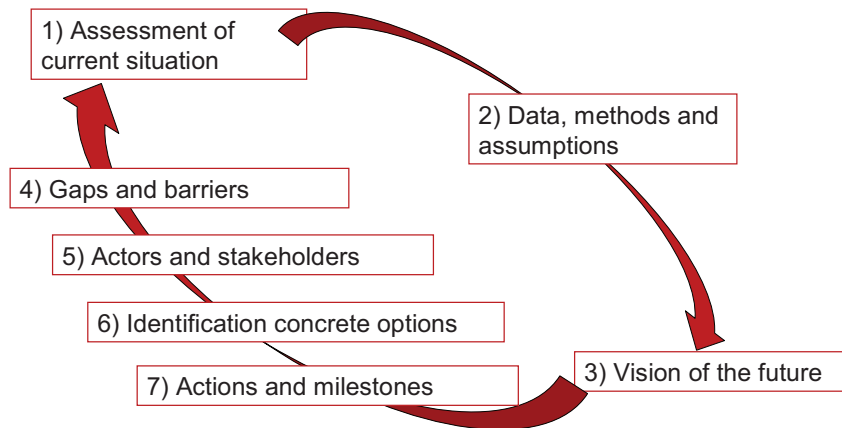 1) Assessment of
current situation
2) Data, methods and
assumptions
4) Gaps and barriers
5) Actors and stakeholders
6) Identification concrete options
3) Vision of the future
7) Actions and milestones